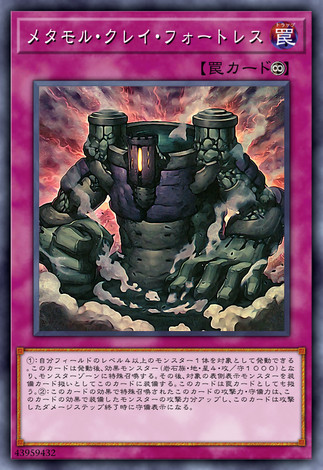 メタモル・クレイ・フォートレス
トラップ
罠
【罠カード】
①:自分フィールドのレベル4以上のモンスター1体を対象として発動できる
。このカードは発動後、効果モンスター(岩石族・地・星4・攻/守1000)とな
り、モンスターゾーンに特殊召喚する。その後、対象の表側表示モンスターを装
備カード扱いとしてこのカードに装備する。このカードは罠カードとしても扱
う。②:このカードの効果で特殊召喚されたこのカードの攻撃力・守備力は、こ
のカードの効果で装備したモンスターの攻撃力分アップし、このカードは攻撃
したダメージステップ終了時に守備表示になる。
43959432